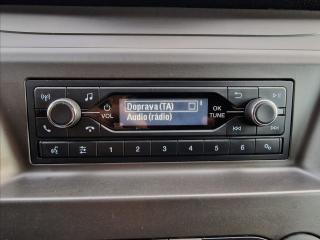 Doprava (TA)
Audio (rádio)
VOL
OK
TUNE
1 2 3 4 5 6